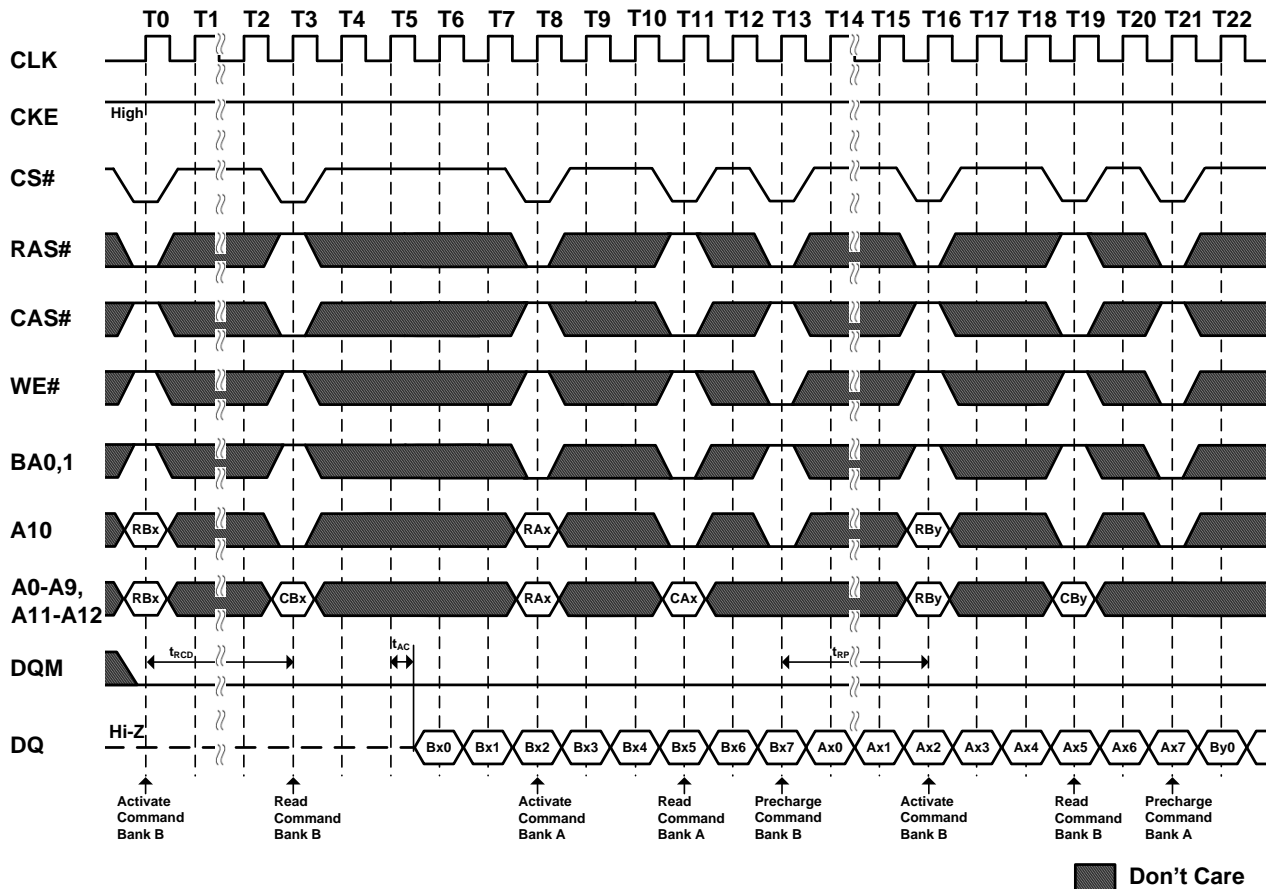 T0 T1 T2 T3 T4 T5 T6 T7 T8 T9 T10 T11 T12 T13 T14 T15 T16 T17 T18 T19 T20 T21 T22
CLK
CKE High
CS#
RAS#
CAS#
WE#
BA0,1
A10 RBx RAx RBy
A0-A9,
A11-A12 RBx CBx RAx CAx RBy CBy
DQM tRCD tAC tRP
DQ Hi-Z Bx0 Bx1 Bx2 Bx3 Bx4 Bx5 Bx6 Bx7 Ax0 Ax1 Ax2 Ax3 Ax4 Ax5 Ax6 Ax7 By0
Activate
Command
Bank B
Read
Command
Bank B
Activate
Command
Bank A
Read
Command
Bank A
Precharge
Command
Bank B
Activate
Command
Bank B
Read
Command
Bank B
Precharge
Command
Bank A
Don't Care